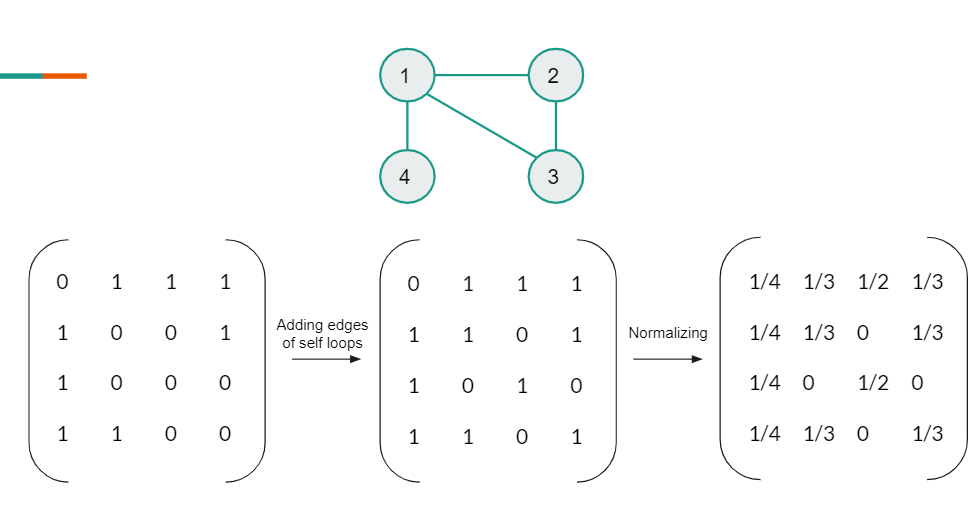 1 2
4 3
0 1 1 1
1 0 0 1
1 0 0 0
1 1 0 0
Adding edges
of self loops
0 1 1 1
1 1 0 1
1 0 1 0
1 1 0 1
Normalizing
1/4 1/3 1/2 1/3
1/4 1/3 0 1/3
1/4 0 1/2 0
1/4 1/3 0 1/3